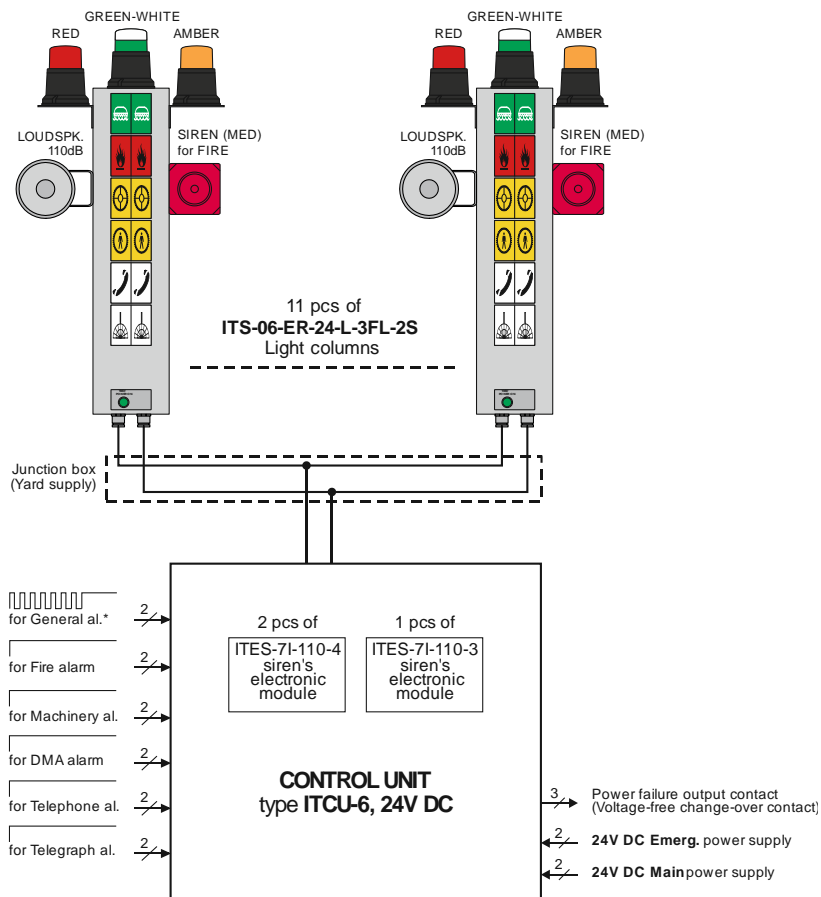 GREEN-WHITE
RED
AMBER
LOUDSPK.
110dB
SIREN (MED)
for FIRE
GREEN-WHITE
RED
AMBER
LOUDSPK.
110dB
SIREN (MED)
for FIRE
11 pcs of
ITS-06-ER-24-L-3FL-2S
Light columns
Junction box
(Yard supply)
for General al.*
2
for Fire alarm
2
for Machinery al.
2
for DMA alarm
2
for Telephone al.
2
for Telegraph al.
2
2 pcs of
ITES-7I-110-4
siren's
electronic
module
1 pcs of
ITES-7I-110-3
siren's
electronic
module
CONTROL UNIT
type ITCU-6, 24V DC
3
Power failure output contact
(Voltage-free change-over contact)
2
24V DC Emerg. power supply
2
24V DC Main power supply